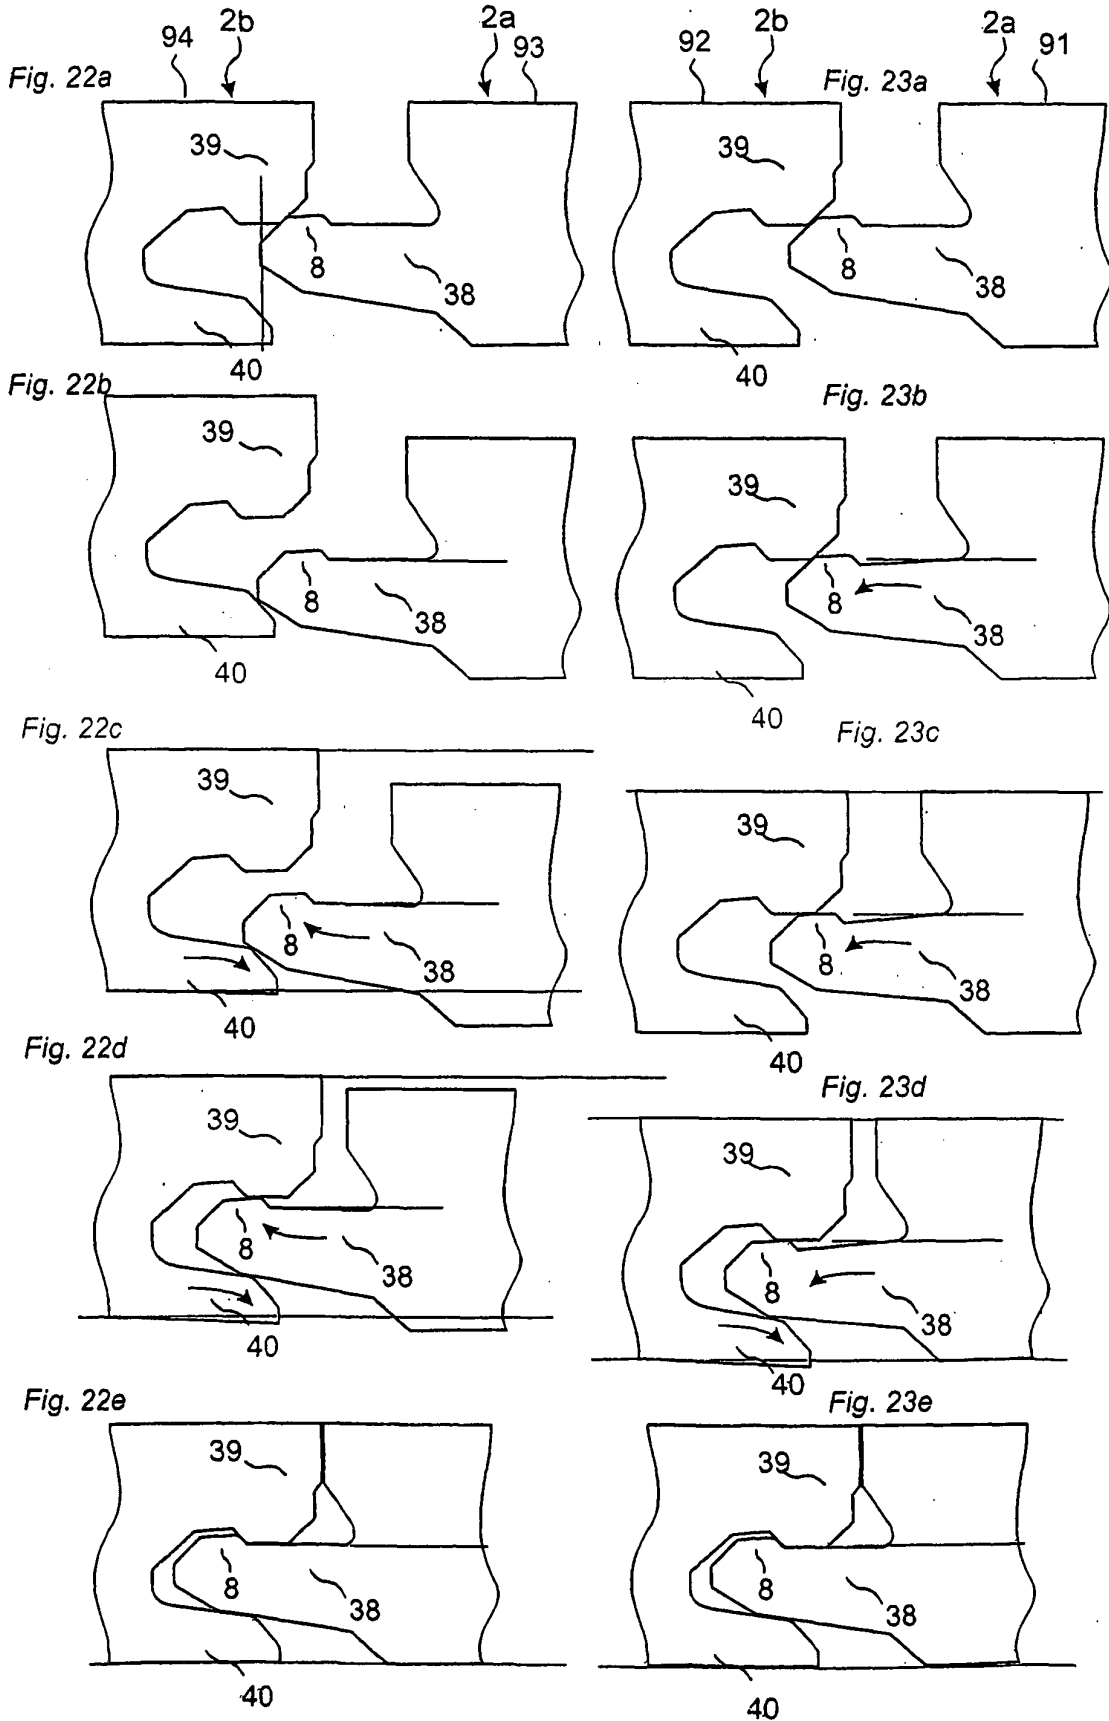 94 2b 2a 93 92 2b 2a 91
Fig. 22a Fig. 23a
39 39
8 38 8 38
40 40
Fig. 22b Fig. 23b
39 39
8 38 8 38
40 40
Fig. 22c Fig. 23c
39 39
8 38 8 38
40 40
Fig. 22d Fig. 23d
39 39
8 38 8 38
40 40
Fig. 22e Fig. 23e
39 39
8 38 8 38
40 40